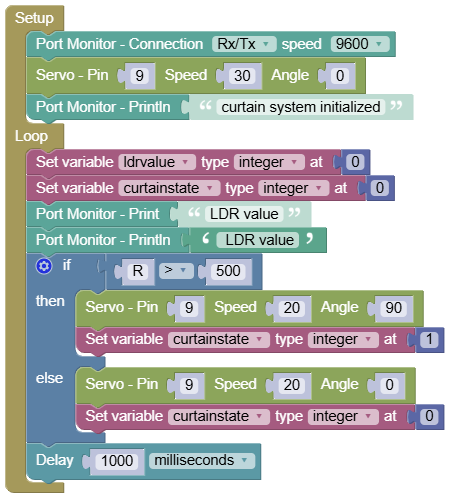 Setup
Port Monitor - Connection Rx/Tx speed 9600
Servo - Pin 9 Speed 30 Angle 0
Port Monitor - Println “ curtain system initialized ”
Loop
Set variable ldrvalue type integer at 0
Set variable curtainstate type integer at 0
Port Monitor - Print “ LDR value ”
Port Monitor - Println ‘ LDR value ’
if R > 500
then Servo - Pin 9 Speed 20 Angle 90
Set variable curtainstate type integer at 1
else Servo - Pin 9 Speed 20 Angle 0
Set variable curtainstate type integer at 0
Delay 1000 milliseconds